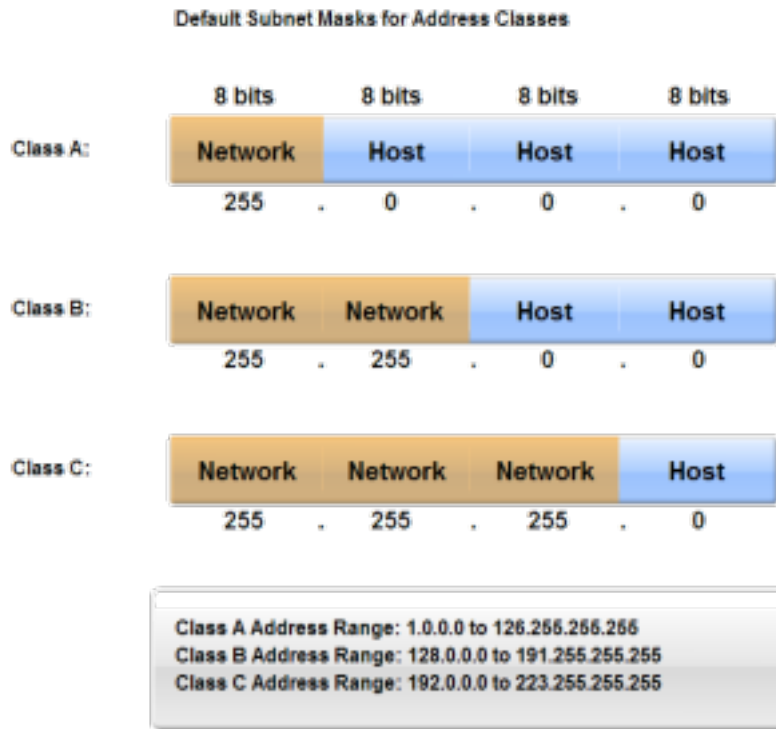 Default Subnet Masks for Address Classes
8 bits 8 bits 8 bits 8 bits
Class A: Network Host Host Host
255 . 0 . 0 . 0
Class B: Network Network Host Host
255 . 255 . 0 . 0
Class C: Network Network Network Host
255 . 255 . 255 . 0
Class A Address Range: 1.0.0.0 to 126.255.255.255
Class B Address Range: 128.0.0.0 to 191.255.255.255
Class C Address Range: 192.0.0.0 to 223.255.255.255